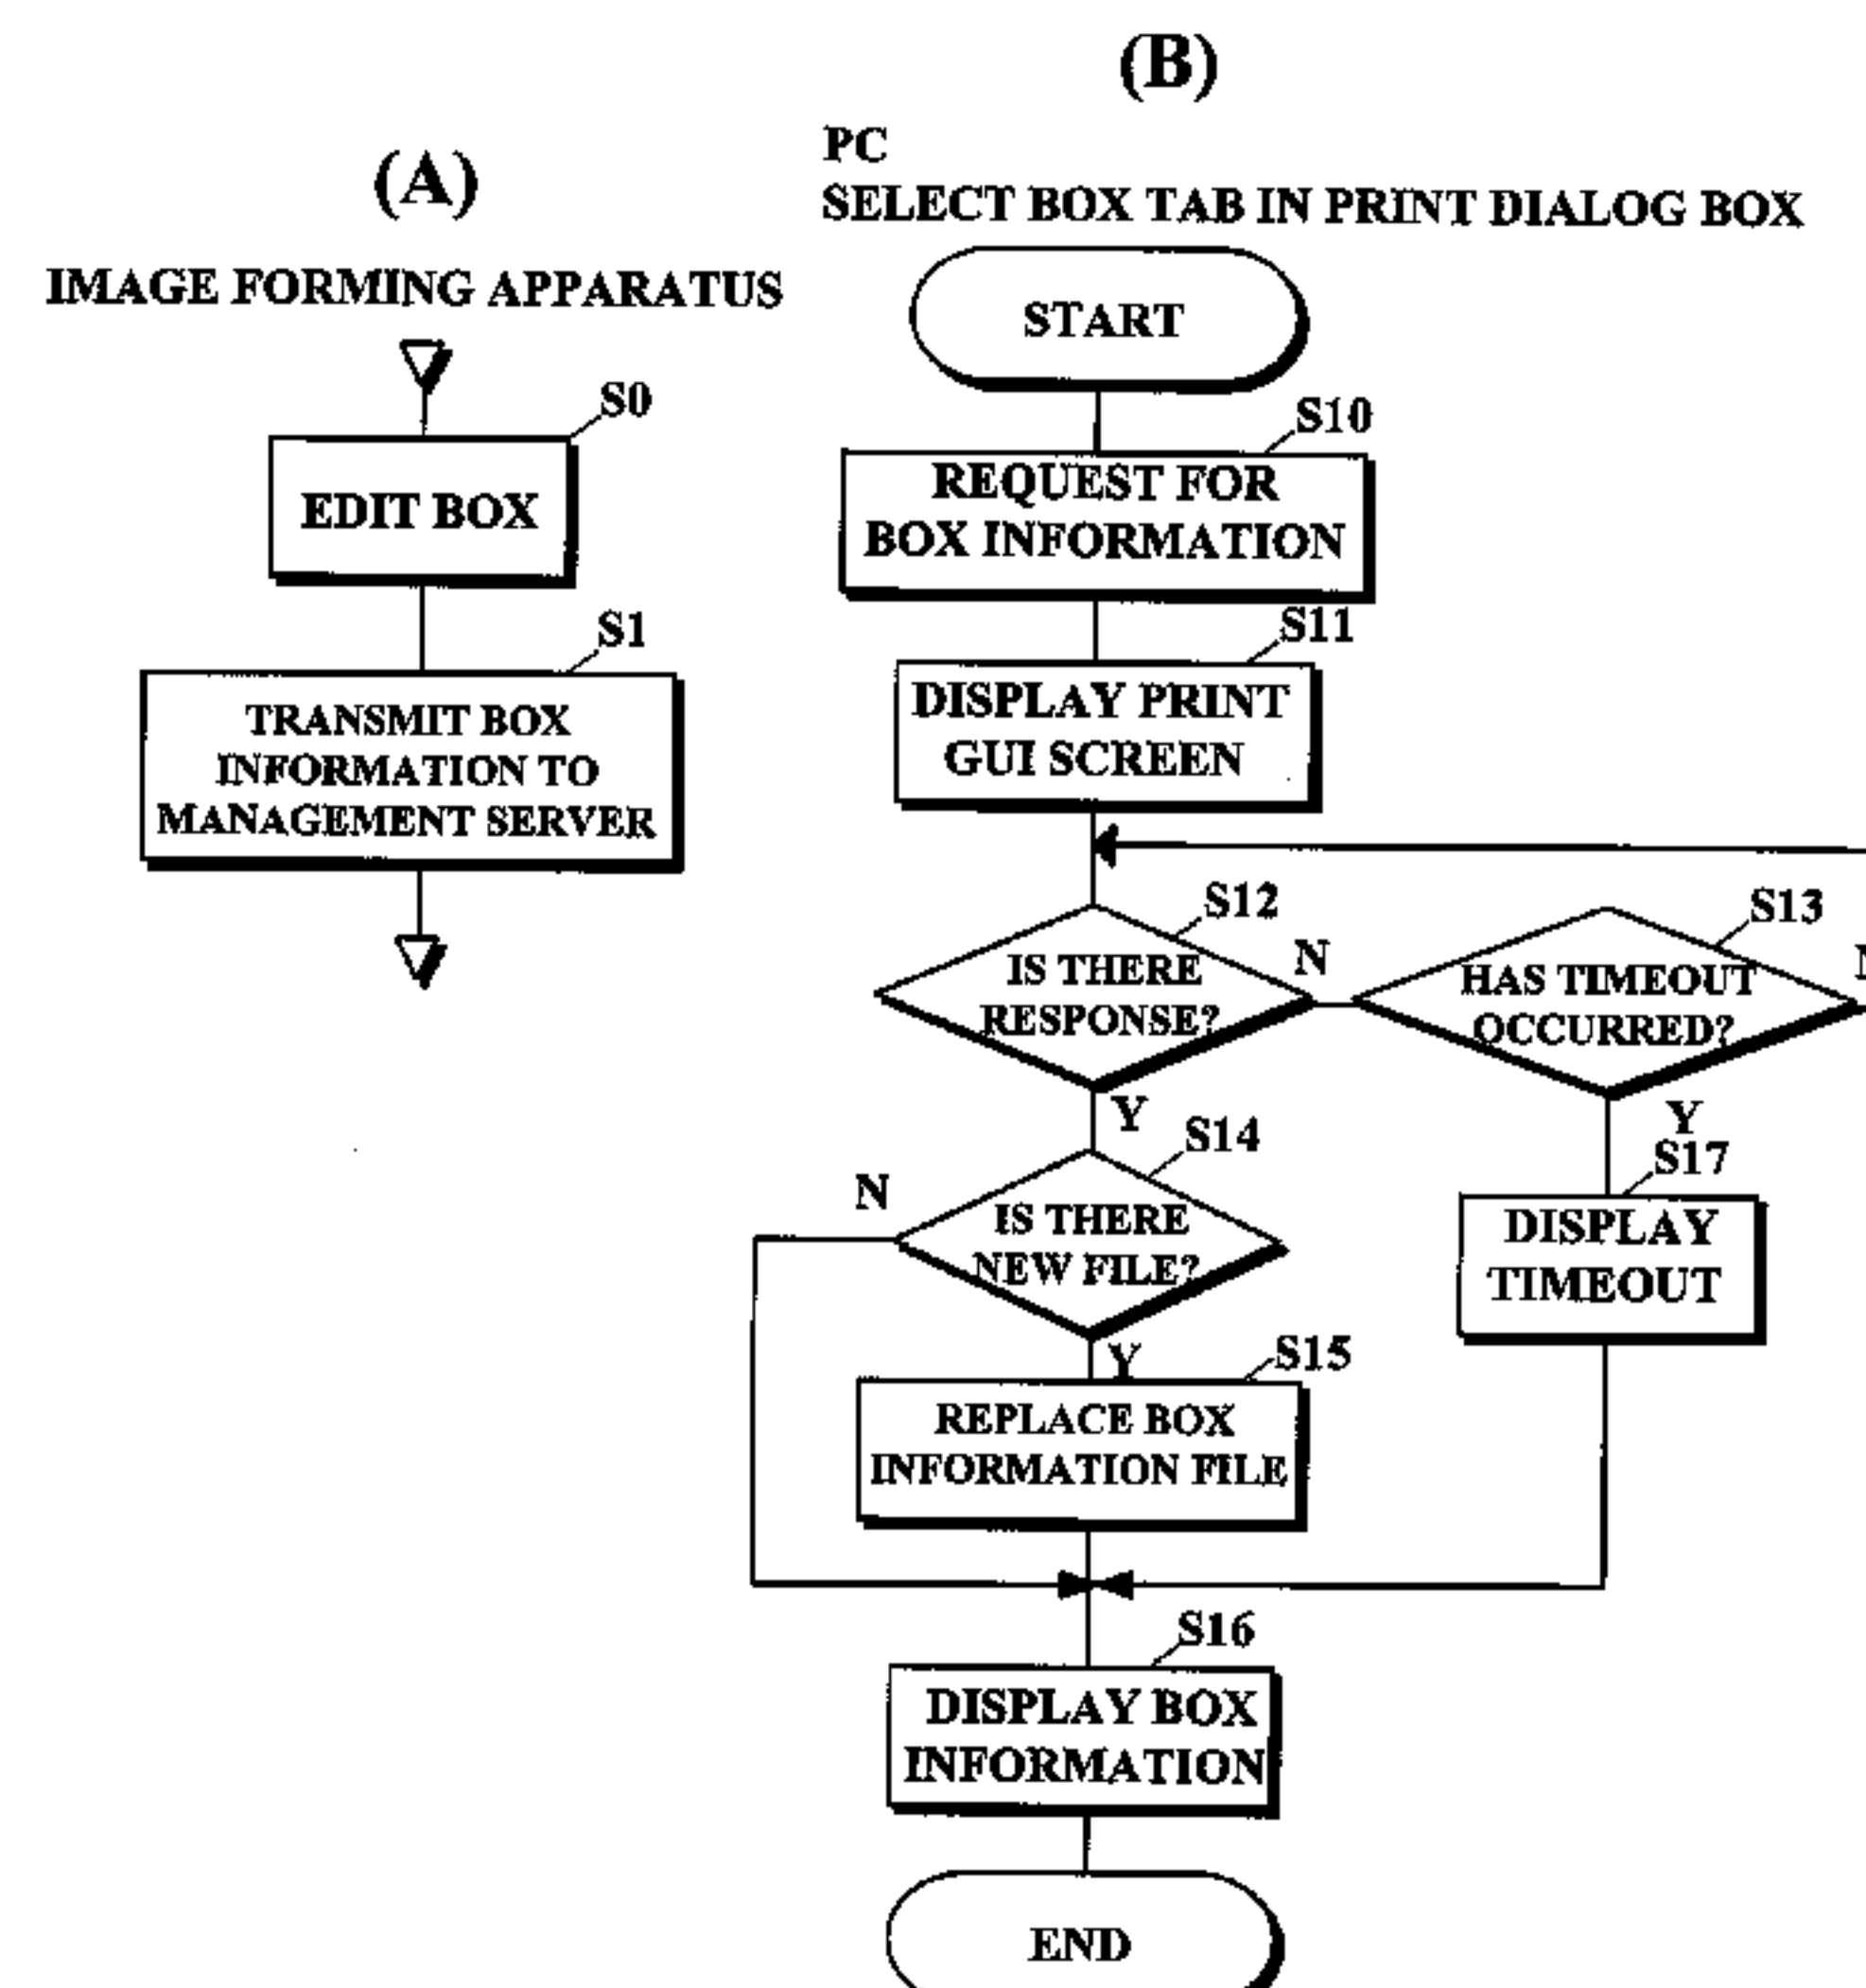 (A)
IMAGE FORMING APPARATUS
S0
EDIT BOX
S1
TRANSMIT BOX
INFORMATION TO
MANAGEMENT SERVER
(B)
PC
SELECT BOX TAB IN PRINT DIALOG BOX
START
S10
REQUEST FOR
BOX INFORMATION
S11
DISPLAY PRINT
GUI SCREEN
S12
IS THERE
RESPONSE?
N
Y
S13
HAS TIMEOUT
OCCURRED?
Y
S17
DISPLAY
TIMEOUT
S14
IS THERE
NEW FILE?
N
Y
S15
REPLACE BOX
INFORMATION FILE
S16
DISPLAY BOX
INFORMATION
END